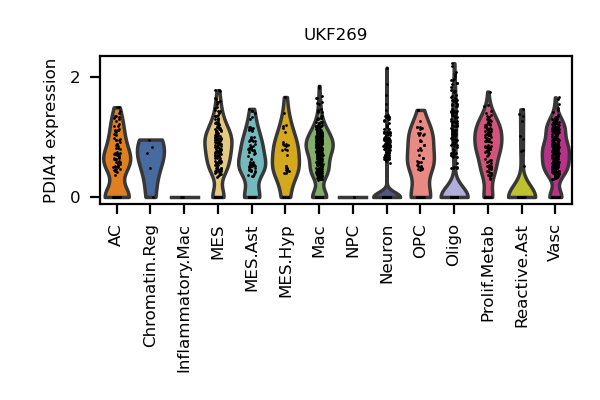 UKF269
PDIA4 expression
2
0
AC
Chromatin.Reg
Inflammatory.Mac
MES
MES.Ast
MES.Hyp
Mac
NPC
Neuron
OPC
Oligo
Prolif.Metab
Reactive.Ast
Vasc